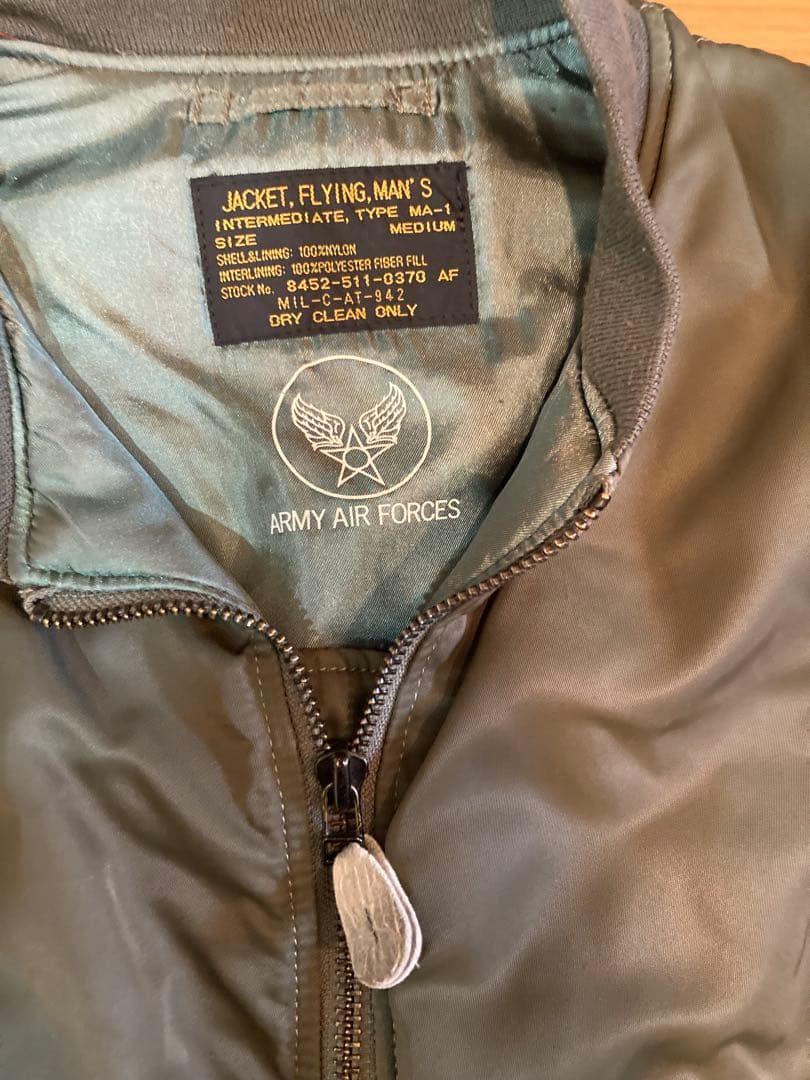 JACKET, FLYING, MAN'S
INTERMEDIATE, TYPE MA-1
SIZE MEDIUM
SHELL&LINING: 100%NYLON
INTERLINING: 100%POLYESTER FIBER FILL
STOCK No. 8452-511-0370 AF
MIL-C-AT-942
DRY CLEAN ONLY
ARMY AIR FORCES